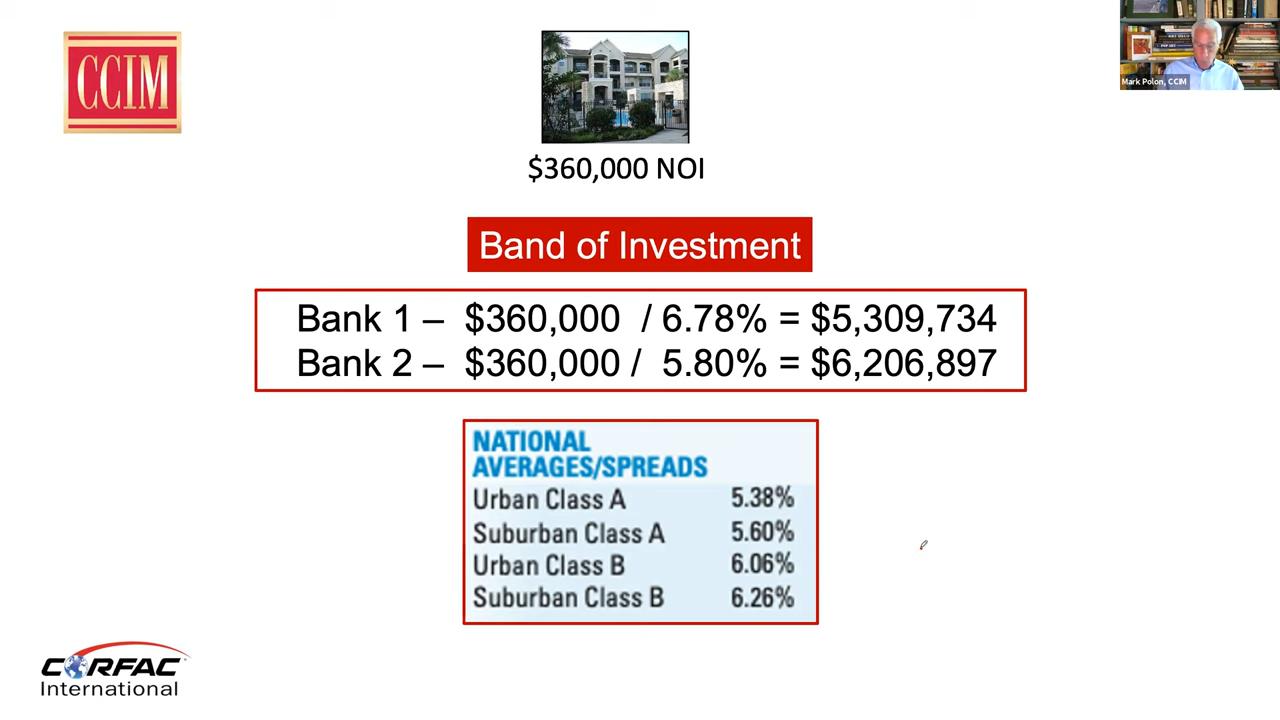 CCIM
Mark Polon, CCIM
$360,000 NOI
Band of Investment
Bank 1 – $360,000 / 6.78% = $5,309,734
Bank 2 – $360,000 / 5.80% = $6,206,897
NATIONAL
AVERAGES/SPREADS
Urban Class A 5.38%
Suburban Class A 5.60%
Urban Class B 6.06%
Suburban Class B 6.26%
CORFAC
International